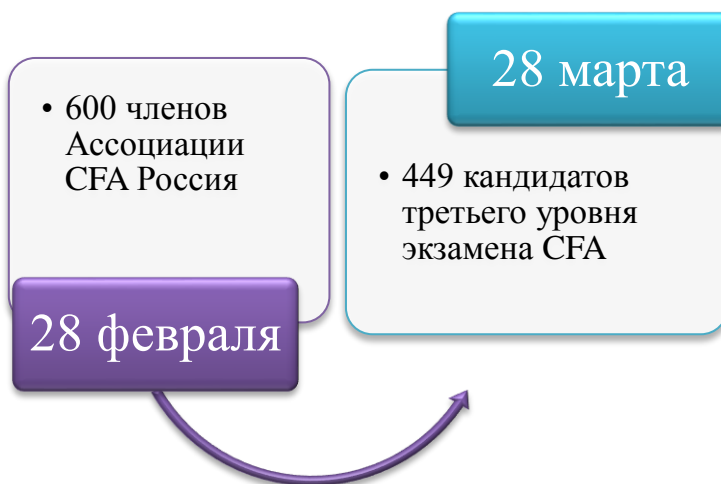 • 600 членов
Ассоциации
CFA Россия
28 февраля
28 марта
• 449 кандидатов
третьего уровня
экзамена CFA